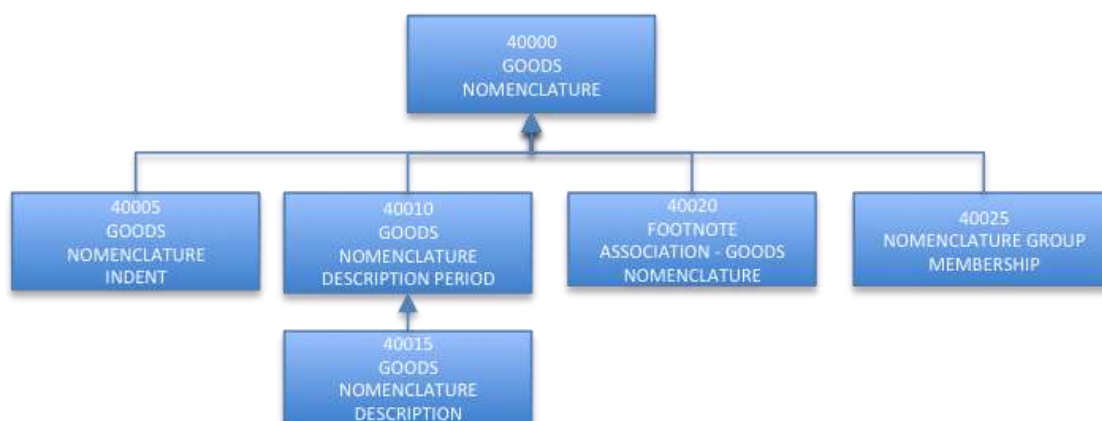 40000
GOODS
NOMENCLATURE
40005
GOODS
NOMENCLATURE
INDENT
40010
GOODS
NOMENCLATURE
DESCRIPTION PERIOD
40020
FOOTNOTE
ASSOCIATION - GOODS
NOMENCLATURE
40025
NOMENCLATURE GROUP
MEMBERSHIP
40015
GOODS
NOMENCLATURE
DESCRIPTION